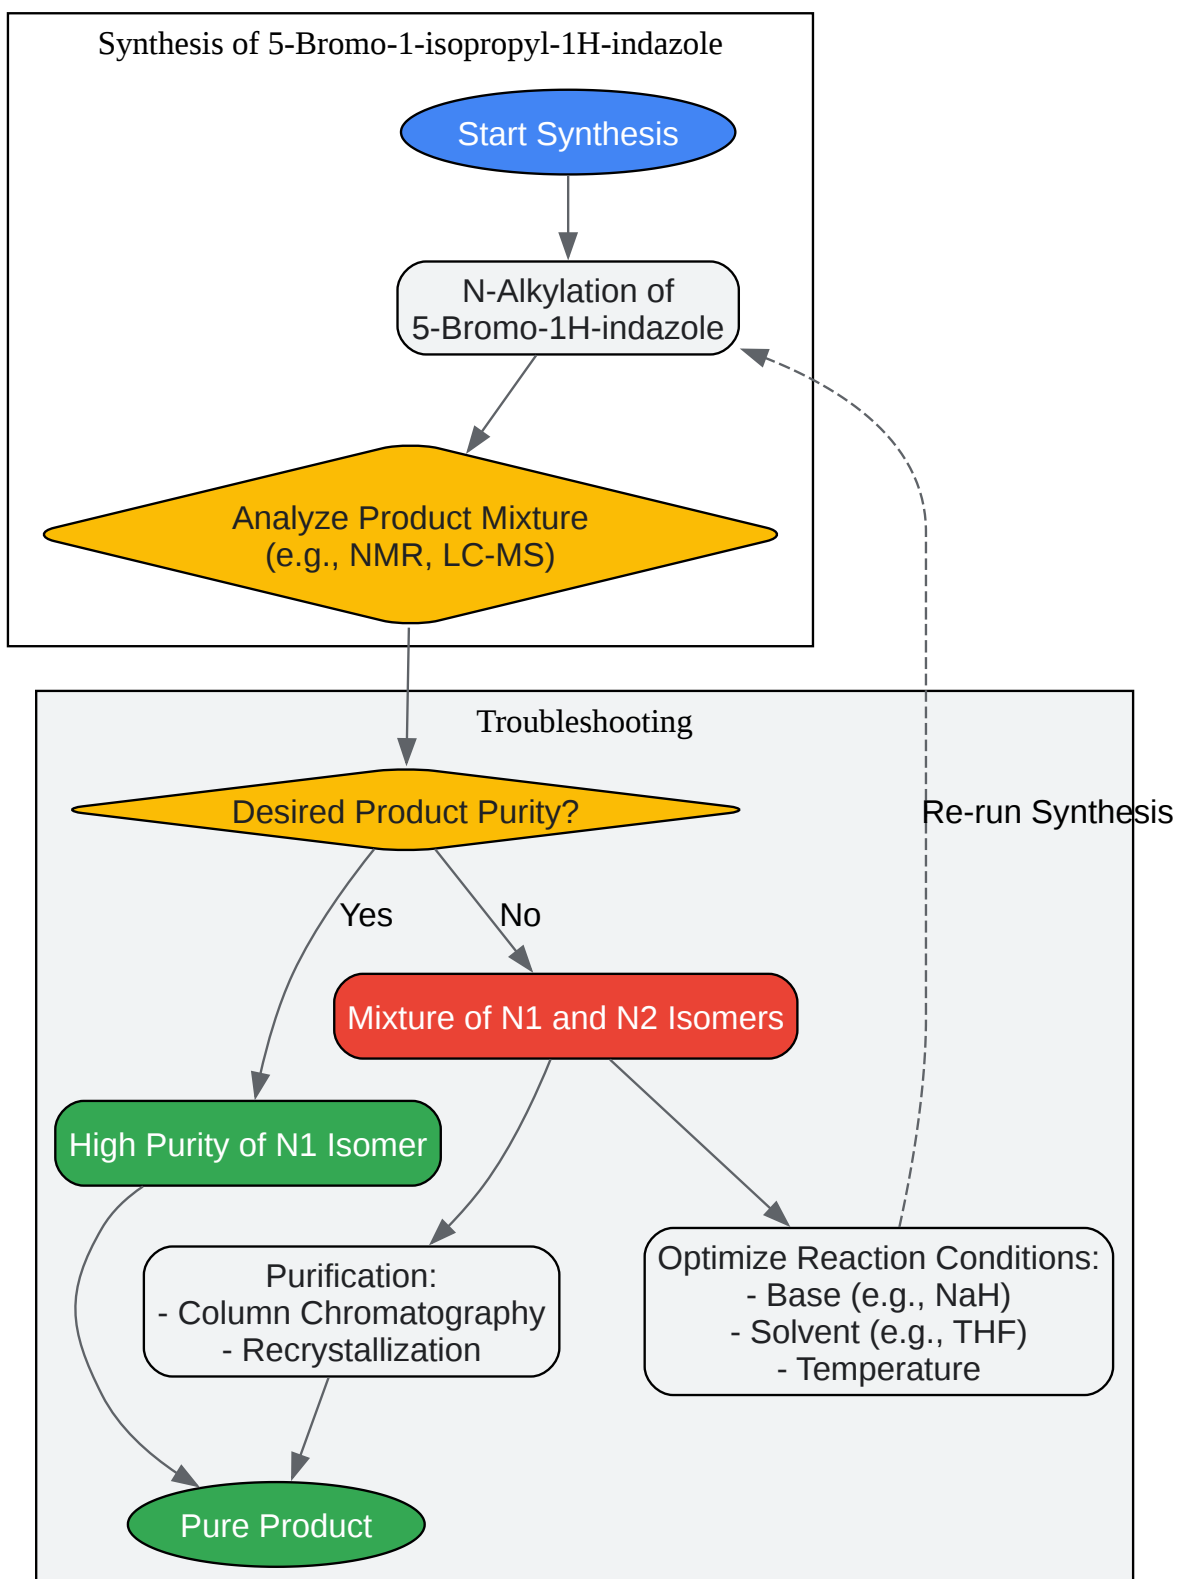 Synthesis of 5-Bromo-1-isopropyl-1H-indazole
Start Synthesis
N-Alkylation of
5-Bromo-1H-indazole
Analyze Product Mixture
(e.g., NMR, LC-MS)
Troubleshooting
Desired Product Purity?
Re-run Synthesis
Yes
No
Mixture of N1 and N2 Isomers
High Purity of N1 Isomer
Purification:
- Column Chromatography
- Recrystallization
Optimize Reaction Conditions:
- Base (e.g., NaH)
- Solvent (e.g., THF)
- Temperature
Pure Product